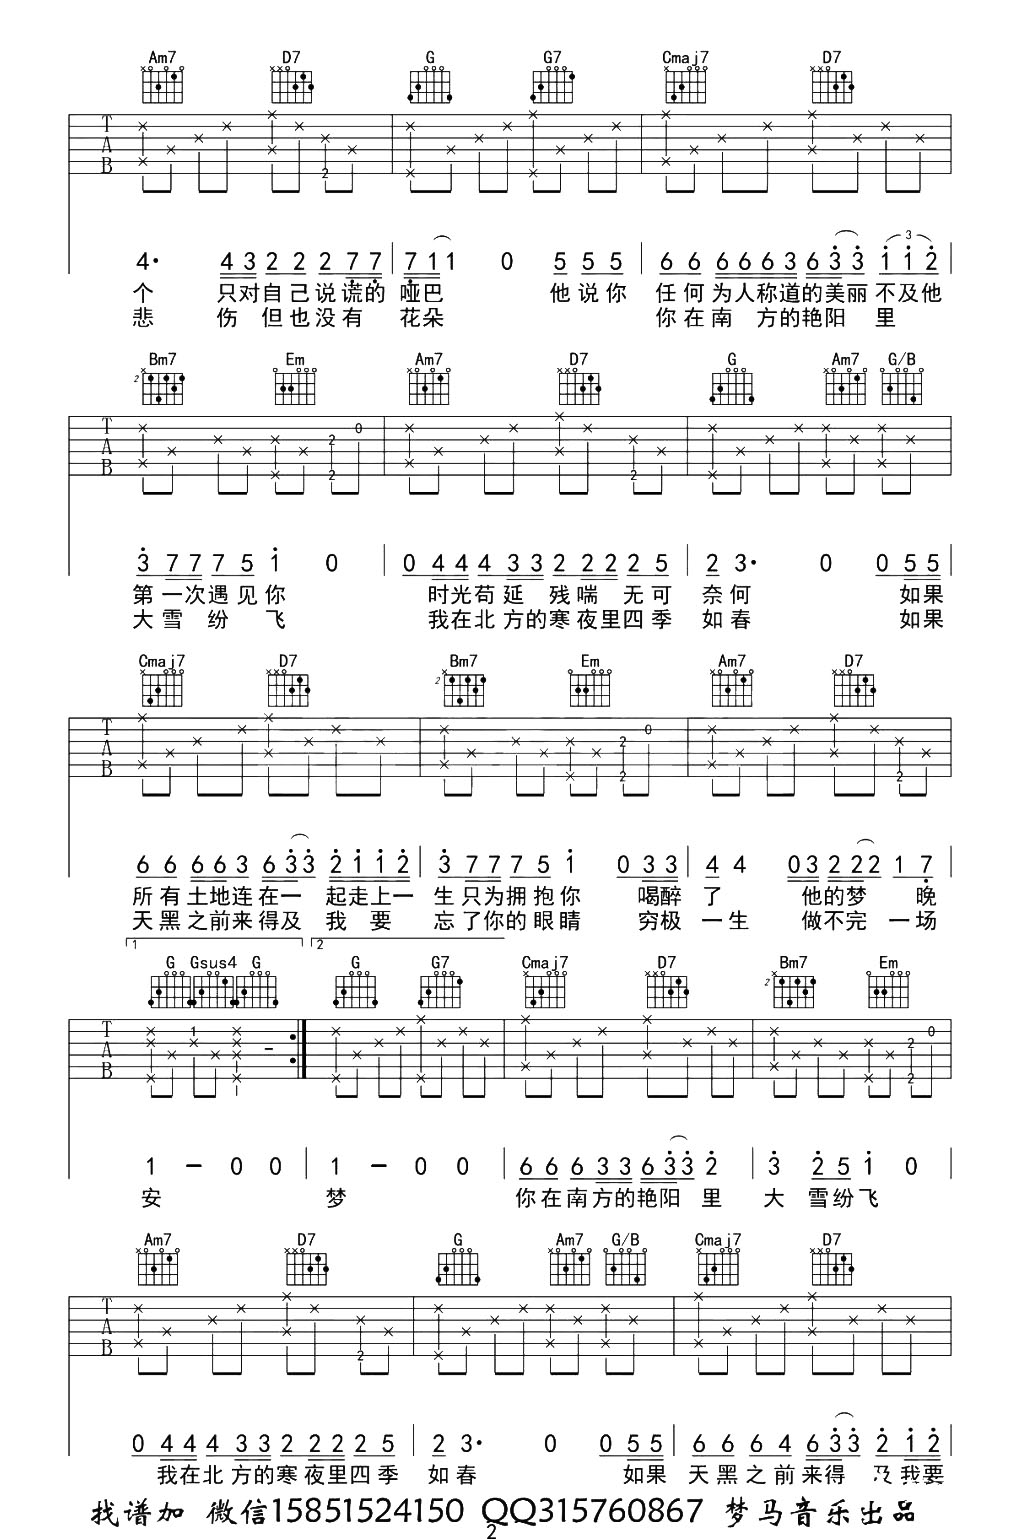 Am7 D7 G G7 Cmaj7 D7
T A B
2
4· 4 3 2 2 2 7 7 7 1 1 0 5 5 5 6 6 6 6 6 3 6 3 3 1 1 2
3
个 只对自己说谎的 哑巴 他说你 任何为人称道的美丽 不及他
悲 伤 但也没有 花朵 你在南 方的艳阳 里
Bm7 Em Am7 D7 G Am7 G/B
2
T A B
0
2
2 2
3 7 7 7 5 1 0 0 4 4 4 3 3 2 2 2 2 5 2 3· 0 0 5 5
第一次遇见你 时光苟延 残喘 无可 奈何 如果
大雪 纷 飞 我在北方的寒夜里四季 如春 如果
Cmaj7 D7 Bm7 Em Am7 D7
2
T A B
0
2
2 2
6 6 6 6 3 6 3 3 2 1 1 2 3 7 7 7 5 1 0 3 3 4 4 0 3 2 2 2 1 7
所有土地连在一 起走上一 生只为拥抱你 喝醉了 他的梦 晚
天黑之前来得及 我 要 忘了你的眼睛 穷极 一生 做不完一场
1 2
G Gsus4 G G G7 Cmaj7 D7 Bm7 Em
2
T A B
1 – 0
2
2
1 – 0 0 1 – 0 0 6 6 6 3 3 6 3 3 2 3 2 5 1 0
安 梦 你在南方的艳阳 里 大 雪纷飞
Am7 D7 G Am7 G/B Cmaj7 D7
T A B
2
0 4 4 4 3 3 2 2 2 2 5 2 3· 0 0 5 5 6 6 6 4 6 3 3 2 1 2
我在北方的寒夜里四季 如春 如果 天黑之前来得 及我要
找谱加 微信15851524150 QQ315760867 梦马音乐出品
2